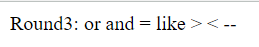 Round3: or and = like > < --